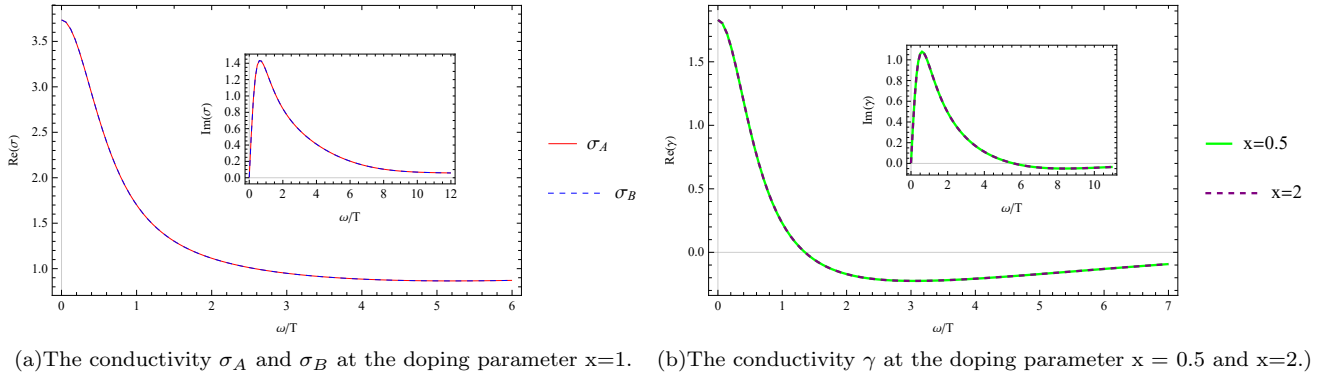 3.5
3.0
2.5
2.0
1.5
1.0
Re(σ)
0 1 2 3 4 5 6
ω/T
1.4
1.2
1.0
0.8
0.6
0.4
0.2
0.0
Im(σ)
0 2 4 6 8 10 12
ω/T
σ_A
σ_B
1.5
1.0
0.5
0.0
Re(γ)
0 1 2 3 4 5 6 7
ω/T
1.0
0.8
0.6
0.4
0.2
0.0
Im(γ)
0 2 4 6 8 10
ω/T
x=0.5
x=2
(a)The conductivity σ_A and σ_B at the doping parameter x=1.
(b)The conductivity γ at the doping parameter x = 0.5 and x=2.)